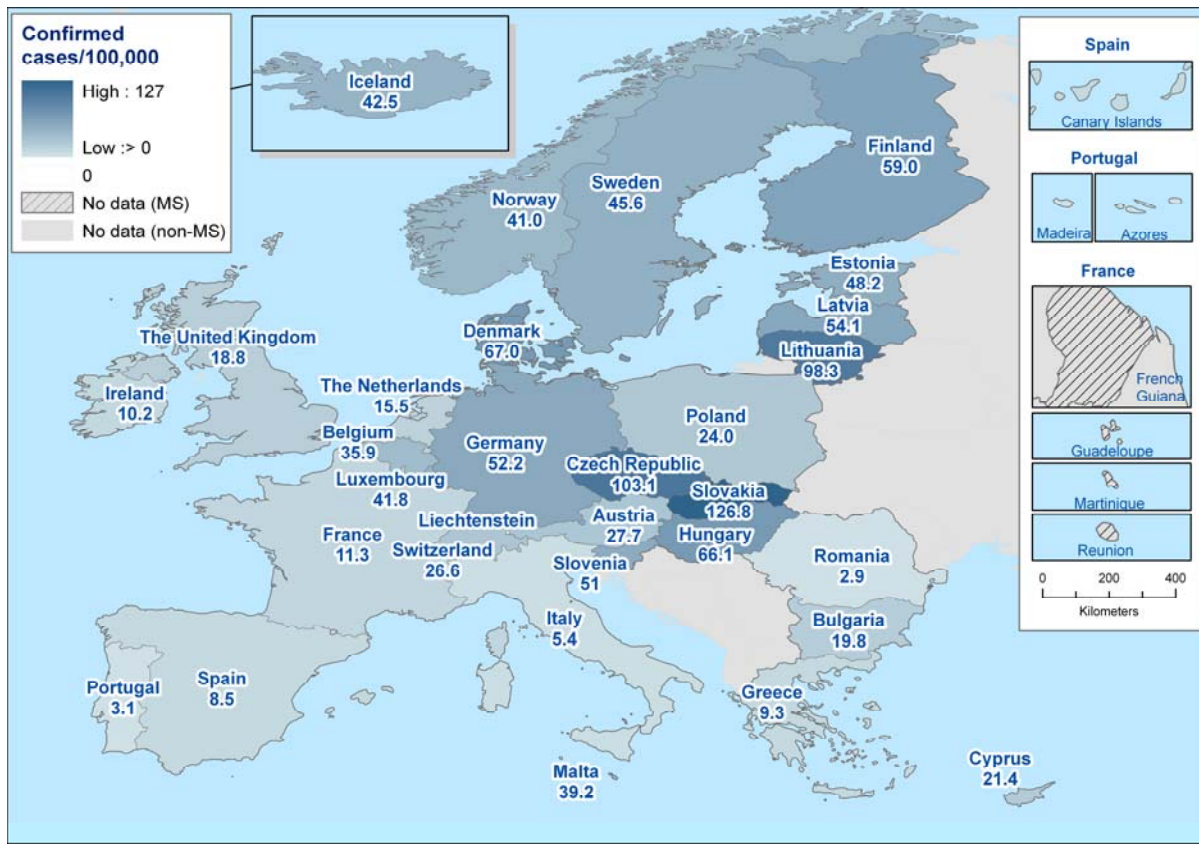 Confirmed
cases/100,000
High : 127
Low :> 0
0
No data (MS)
No data (non-MS)
Iceland
42.5
Finland
59.0
Sweden
45.6
Norway
41.0
Estonia
48.2
Latvia
54.1
Lithuania
98.3
Denmark
67.0
The United Kingdom
18.8
Ireland
10.2
The Netherlands
15.5
Belgium
35.9
Germany
52.2
Poland
24.0
Czech Republic
103.1
Slovakia
126.8
Luxembourg
41.8
Liechtenstein
Austria
27.7
Hungary
66.1
France
11.3
Switzerland
26.6
Slovenia
51
Romania
2.9
Italy
5.4
Bulgaria
19.8
Portugal
3.1
Spain
8.5
Greece
9.3
Malta
39.2
Cyprus
21.4
Spain
Canary Islands
Portugal
Madeira
Azores
France
French
Guiana
Guadeloupe
Martinique
Reunion
0 200 400
Kilometers